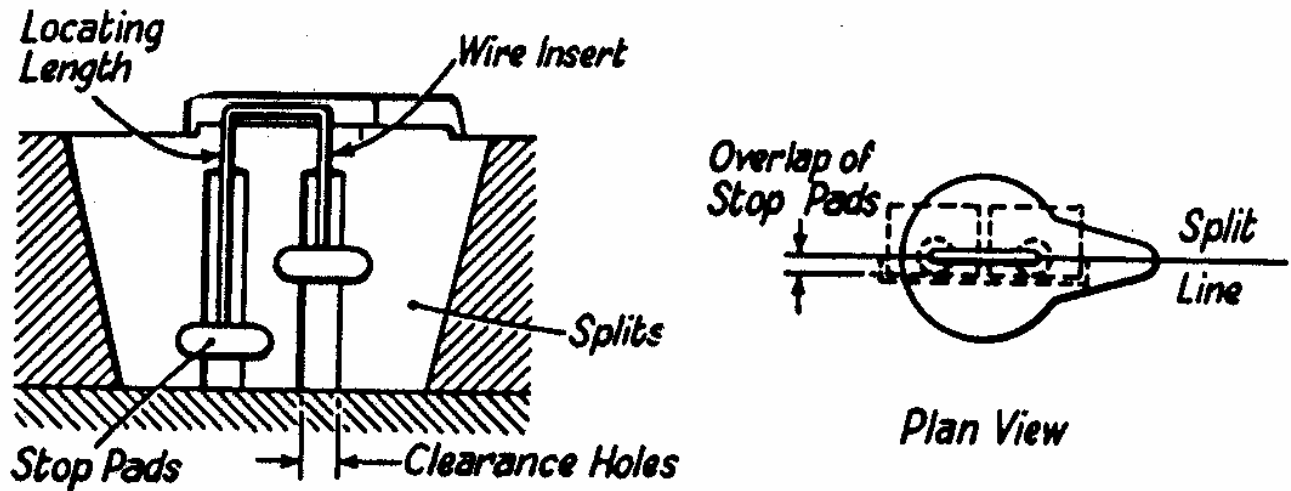 Locating
Length
Wire Insert
Splits
Stop Pads
Clearance Holes
Overlap of
Stop Pads
Split
Line
Plan View